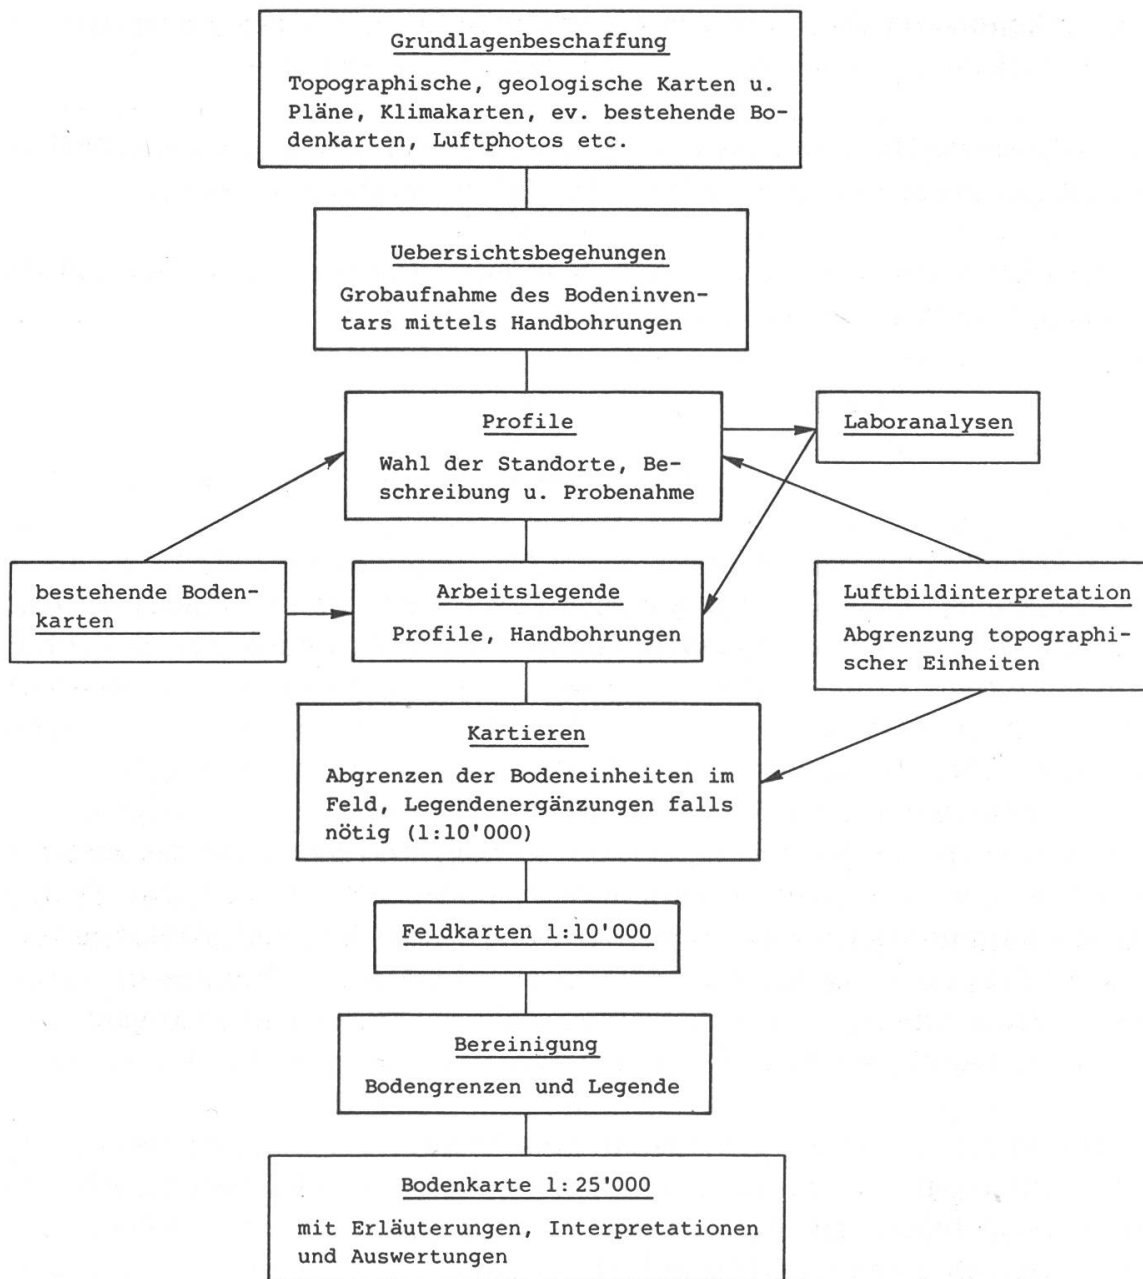 Grundlagenbeschaffung
Topographische, geologische Karten u.
Pläne, Klimakarten, ev. bestehende Bo-
denkarten, Luftphotos etc.
Uebersichtsbegehungen
Grobaufnahme des Bodeninven-
tars mittels Handbohrungen
Profile
Wahl der Standorte, Be-
schreibung u. Probenahme
Laboranalysen
bestehende Boden-
karten
Arbeitslegende
Profile, Handbohrungen
Luftbildinterpretation
Abgrenzung topographi-
scher Einheiten
Kartieren
Abgrenzen der Bodeneinheiten im
Feld, Legendenergänzungen falls
nötig (1:10'000)
Feldkarten 1:10'000
Bereinigung
Bodengrenzen und Legende
Bodenkarte 1:25'000
mit Erläuterungen, Interpretationen
und Auswertungen